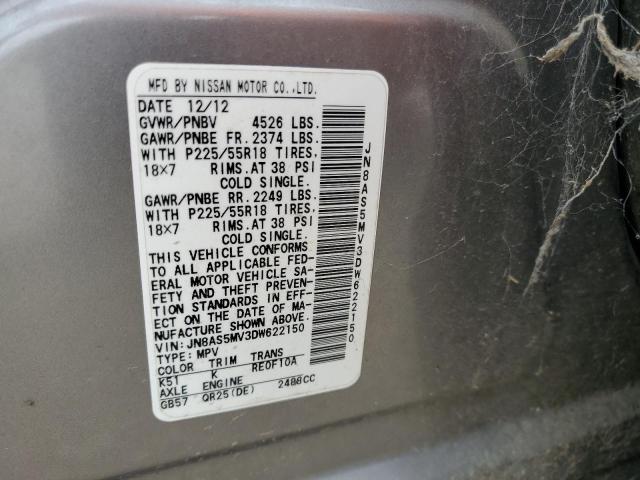 MFD BY NISSAN MOTOR CO.,LTD.
DATE 12/12
GVWR/PNBV 4526 LBS.
GAWR/PNBE FR. 2374 LBS.
WITH P225/55R18 TIRES,
18X7 RIMS.AT 38 PSI
COLD SINGLE.
GAWR/PNBE RR. 2249 LBS.
WITH P225/55R18 TIRES,
18X7 RIMS.AT 38 PSI
COLD SINGLE.
THIS VEHICLE CONFORMS
TO ALL APPLICABLE FED-
ERAL MOTOR VEHICLE SA-
FETY AND THEFT PREVEN-
TION STANDARDS IN EFF-
ECT ON THE DATE OF MA-
NUFACTURE SHOWN ABOVE.
VIN:JN8AS5MV3DW622150
TYPE: MPV
COLOR TRIM TRANS
K51 K RE0F10A
AXLE ENGINE
GB57 QR25(DE) 2488CC
JN8AS5MV3DW622150